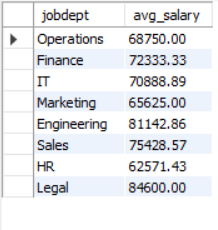 jobdept avg_salary
Operations 68750.00
Finance 72333.33
IT 70888.89
Marketing 65625.00
Engineering 81142.86
Sales 75428.57
HR 62571.43
Legal 84600.00